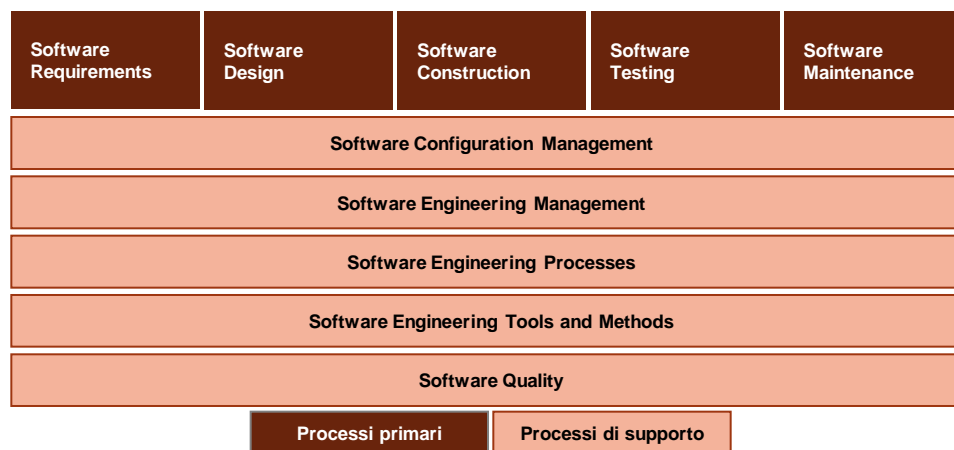 Software
Requirements
Software
Design
Software
Construction
Software
Testing
Software
Maintenance
Software Configuration Management
Software Engineering Management
Software Engineering Processes
Software Engineering Tools and Methods
Software Quality
Processi primari
Processi di supporto